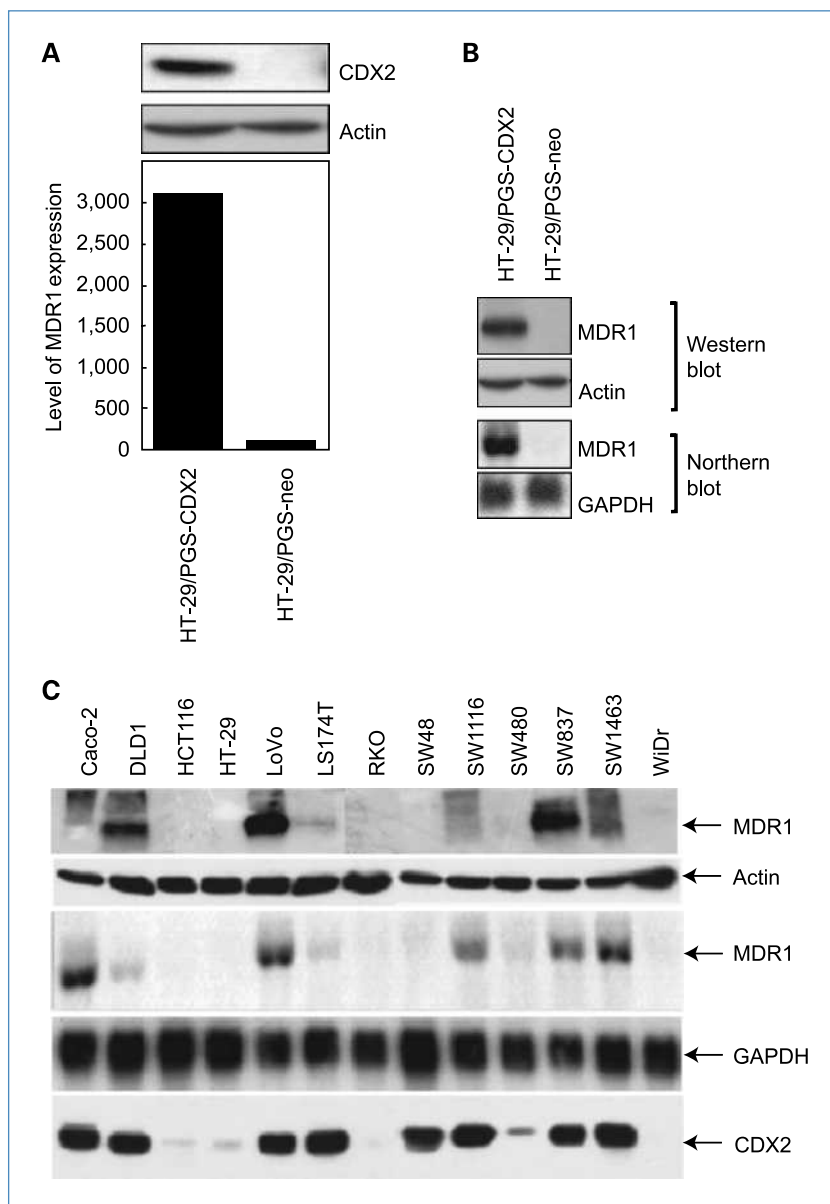 A
CDX2
Actin
Level of MDR1 expression
3,000
2,500
2,000
1,500
1,000
500
0
HT-29/PGS-CDX2
HT-29/PGS-neo
B
HT-29/PGS-CDX2
HT-29/PGS-neo
MDR1
Actin
Western
blot
MDR1
GAPDH
Northern
blot
C
Caco-2
DLD1
HCT116
HT-29
LoVo
LS174T
RKO
SW48
SW1116
SW480
SW837
SW1463
WiDr
MDR1
Actin
MDR1
GAPDH
CDX2